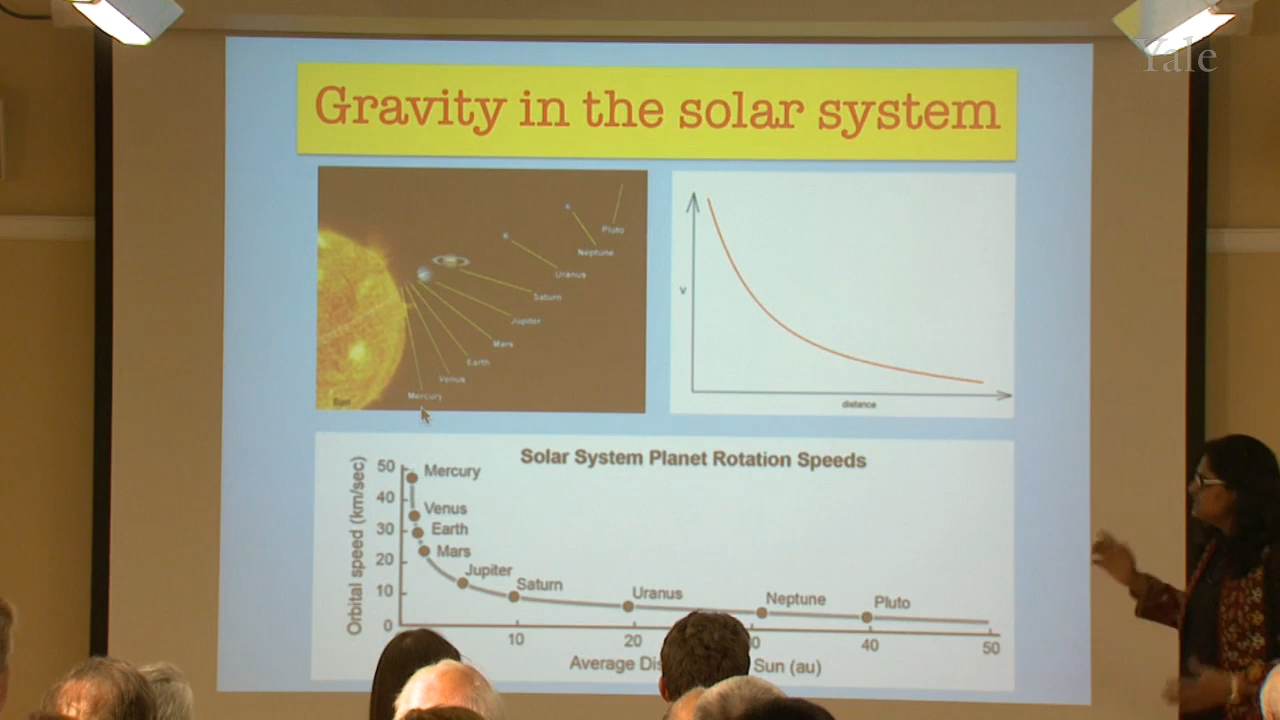 Yale
Gravity in the solar system
Pluto
Neptune
Uranus
Saturn
Jupiter
Mars
Earth
Venus
Mercury
Sun
v
distance
Solar System Planet Rotation Speeds
Orbital speed (km/sec)
50
40
30
20
10
0
Mercury
Venus
Earth
Mars
Jupiter
Saturn
Uranus
Neptune
Pluto
10
20
40
50
Average
Sun (au)